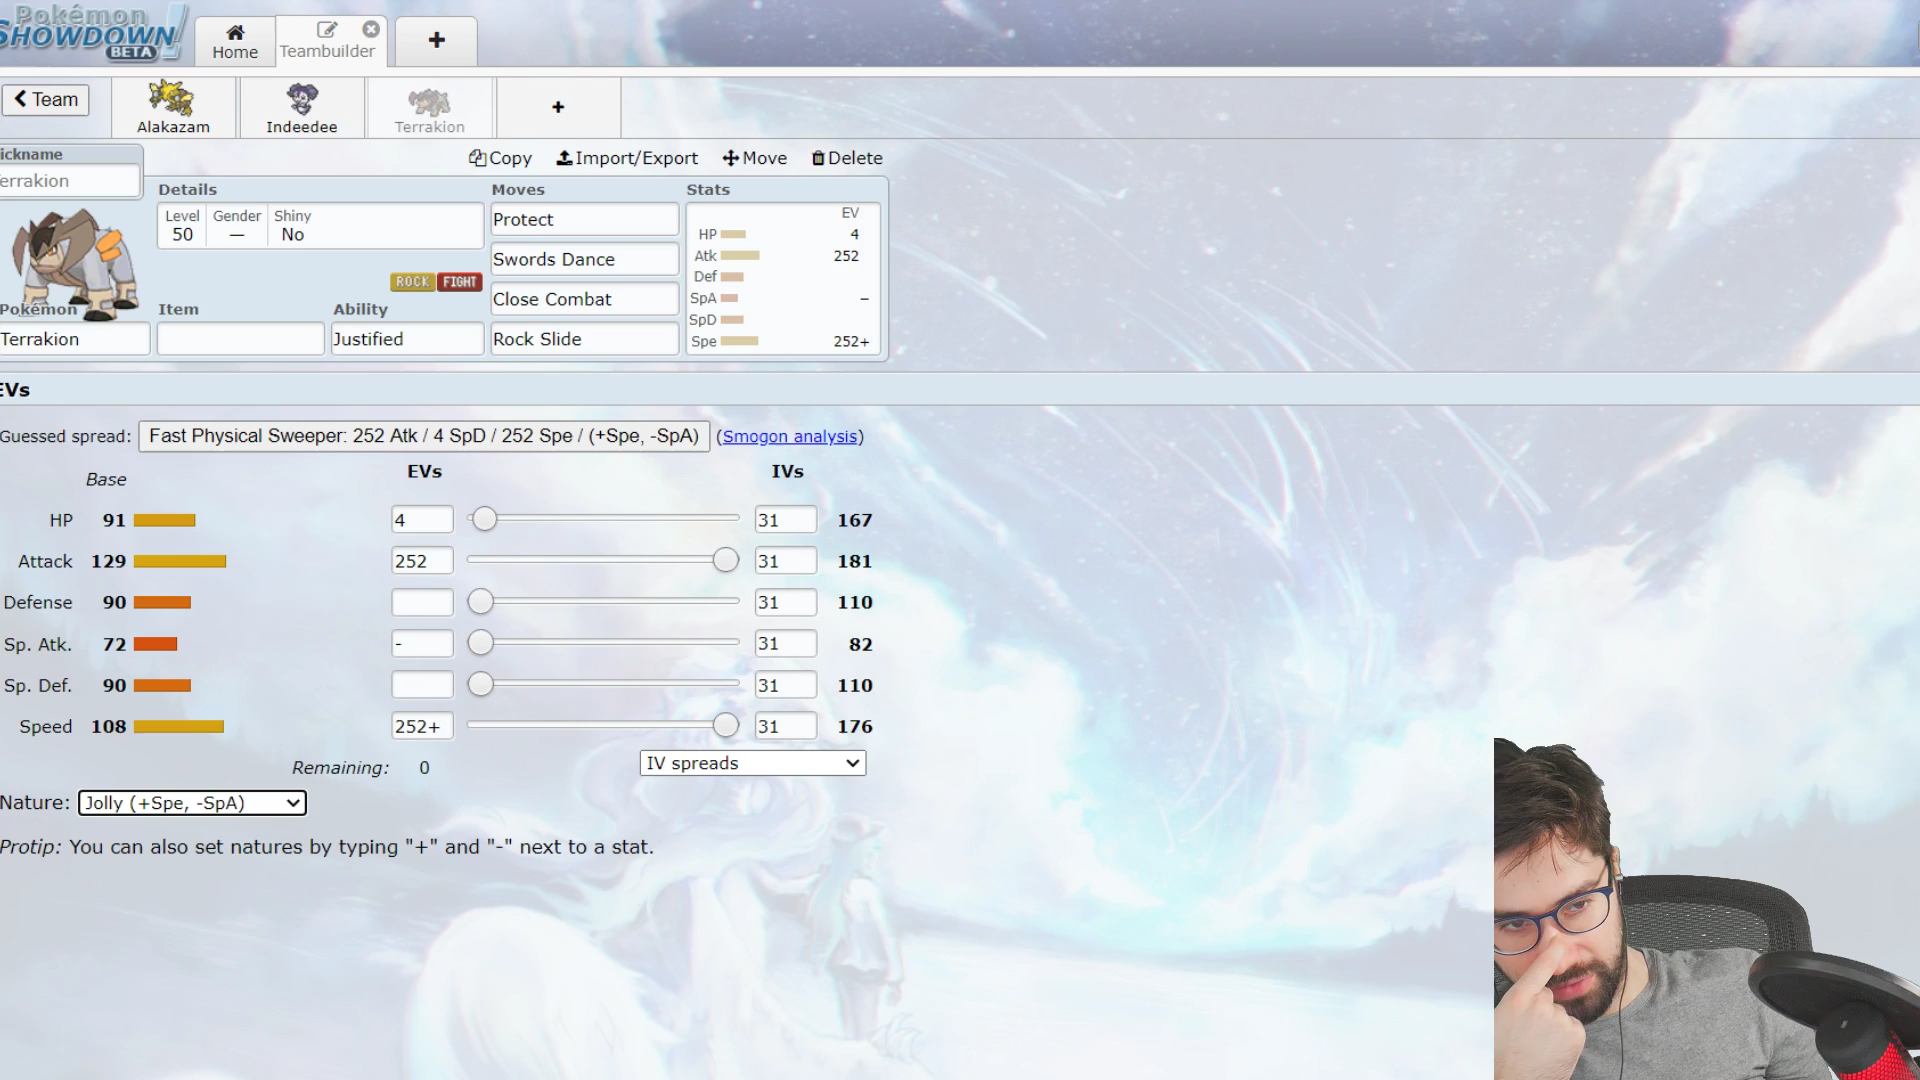 Pokémon
SHOWDOWN!
BETA
Home
Teambuilder
+
Team
Alakazam
Indeedee
Terrakion
+
ickname
errakion
Copy
Import/Export
Move
Delete
Details
Moves
Stats
Level
Gender
Shiny
50
—
No
Protect
Swords Dance
Close Combat
Rock Slide
EV
HP 4
Atk 252
Def
SpA –
SpD
Spe 252+
ROCK FIGHT
Pokémon
Item
Ability
Terrakion
Justified
EVs
Guessed spread: Fast Physical Sweeper: 252 Atk / 4 SpD / 252 Spe / (+Spe, -SpA) (Smogon analysis)
Base EVs IVs
HP 91 4 31 167
Attack 129 252 31 181
Defense 90 31 110
Sp. Atk. 72 - 31 82
Sp. Def. 90 31 110
Speed 108 252+ 31 176
Remaining: 0
IV spreads
Nature: Jolly (+Spe, -SpA)
Protip: You can also set natures by typing "+" and "-" next to a stat.